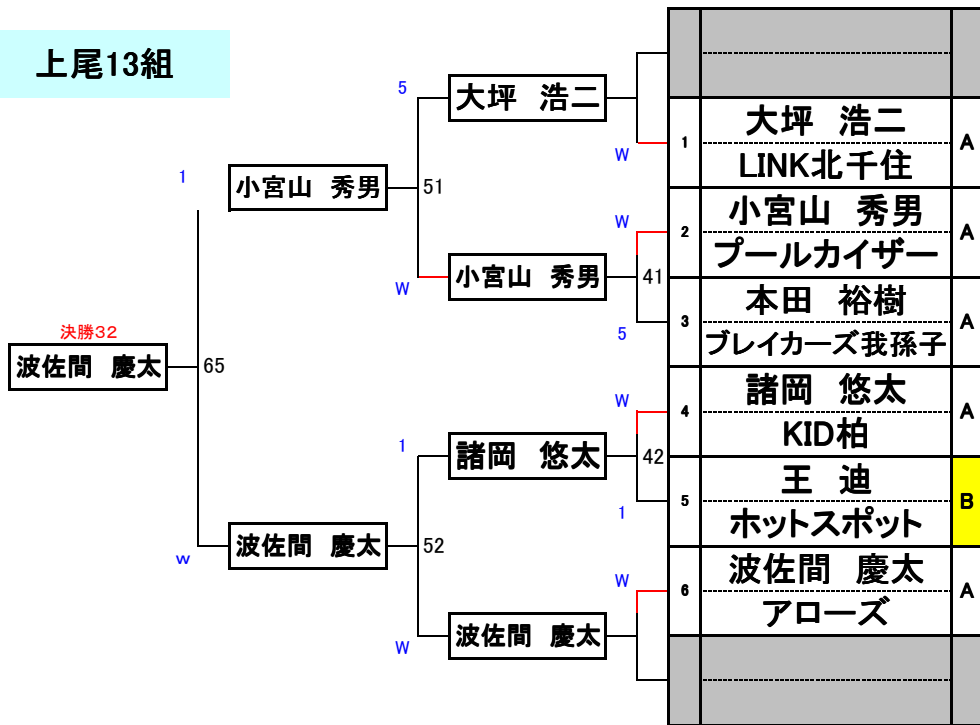 上尾13組
5
大坪 浩二
W
1
大坪 浩二
LINK北千住
A
1
小宮山 秀男
51
W
2
小宮山 秀男
プールカイザー
A
W
小宮山 秀男
41
5
3
本田 裕樹
ブレイカーズ我孫子
A
決勝32
波佐間 慶太
65
W
4
諸岡 悠太
KID柏
A
1
諸岡 悠太
42
1
5
王 迪
ホットスポット
B
w
波佐間 慶太
52
W
6
波佐間 慶太
アローズ
A
W
波佐間 慶太